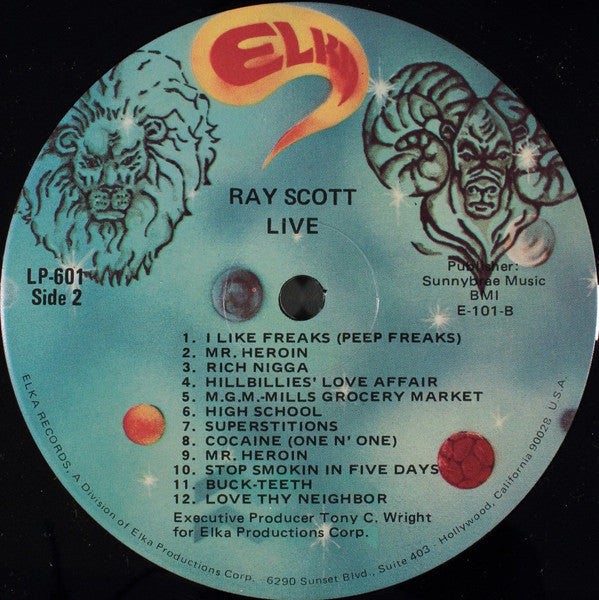 ELKA
RAY SCOTT
LIVE
LP-601
Side 2
Publisher:
Sunnybrae Music
BMI
E-101-B
1. I LIKE FREAKS (PEEP FREAKS)
2. MR. HEROIN
3. RICH NIGGA
4. HILLBILLIES' LOVE AFFAIR
5. M.G.M.-MILLS GROCERY MARKET
6. HIGH SCHOOL
7. SUPERSTITIONS
8. COCAINE (ONE N' ONE)
9. MR. HEROIN
10. STOP SMOKIN IN FIVE DAYS
11. BUCK-TEETH
12. LOVE THY NEIGHBOR
Executive Producer Tony C. Wright
for Elka Productions Corp.
ELKA RECORDS, A Division of Elka Productions Corp. · 6290 Sunset Blvd., Suite 403 · Hollywood, California 90028 U.S.A.